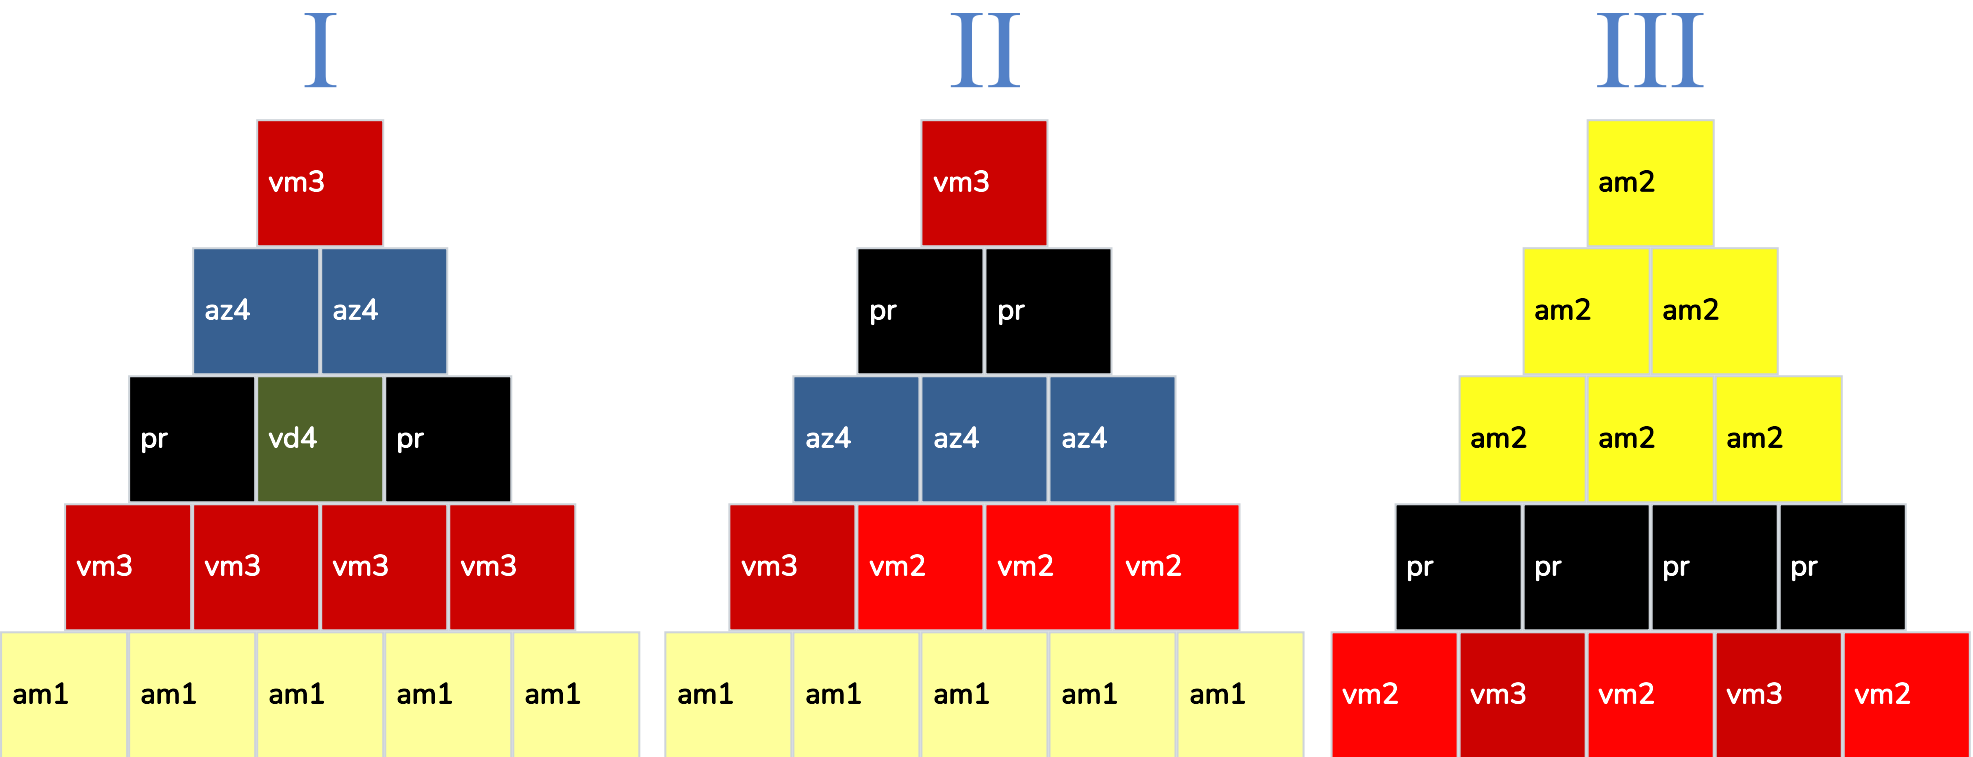 I II III
vm3 vm3 am2
az4 az4 pr pr am2 am2
pr vd4 pr az4 az4 az4 am2 am2 am2
vm3 vm3 vm3 vm3 vm3 vm2 vm2 vm2 pr pr pr pr
am1 am1 am1 am1 am1 am1 am1 am1 am1 am1 vm2 vm3 vm2 vm3 vm2